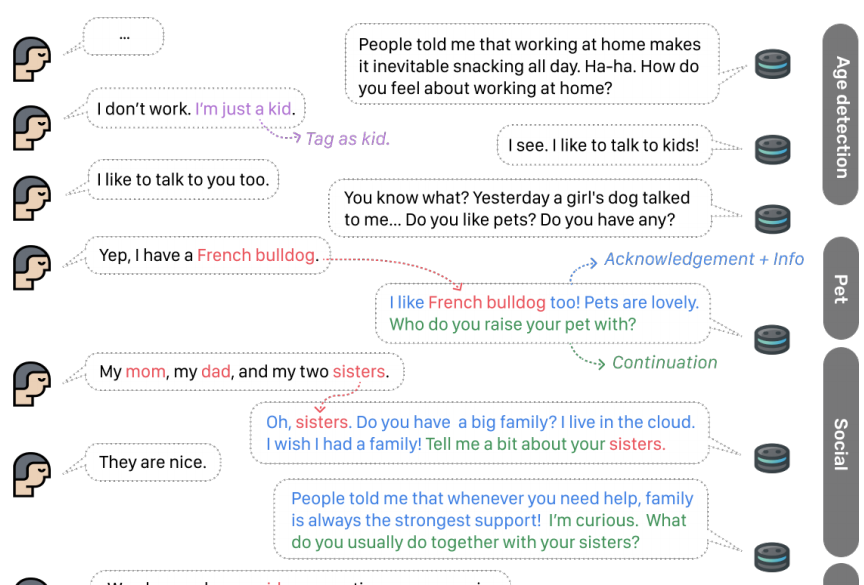 ...
People told me that working at home makes
it inevitable snacking all day. Ha-ha. How do
you feel about working at home?
Age detection
I don't work. I'm just a kid.
Tag as kid.
I see. I like to talk to kids!
I like to talk to you too.
You know what? Yesterday a girl's dog talked
to me... Do you like pets? Do you have any?
Yep, I have a French bulldog.
Acknowledgement + Info
Pet
I like French bulldog too! Pets are lovely.
Who do you raise your pet with?
Continuation
My mom, my dad, and my two sisters.
Social
Oh, sisters. Do you have a big family? I live in the cloud.
I wish I had a family! Tell me a bit about your sisters.
They are nice.
People told me that whenever you need help, family
is always the strongest support! I'm curious. What
do you usually do together with your sisters?